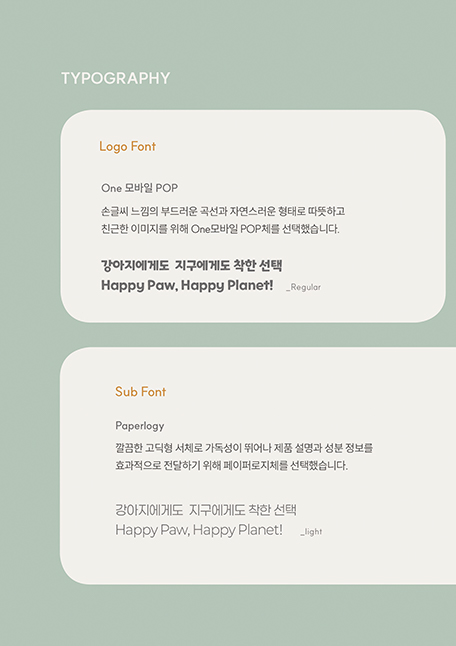 TYPOGRAPHY
Logo Font
One 모바일 POP
손글씨 느낌의 부드러운 곡선과 자연스러운 형태로 따뜻하고
친근한 이미지를 위해 One모바일 POP체를 선택했습니다.
강아지에게도 지구에게도 착한 선택
Happy Paw, Happy Planet! _Regular
Sub Font
Paperlogy
깔끔한 고딕형 서체로 가독성이 뛰어나 제품 설명과 성분 정보를
효과적으로 전달하기 위해 페이퍼로지체를 선택했습니다.
강아지에게도 지구에게도 착한 선택
Happy Paw, Happy Planet! _light